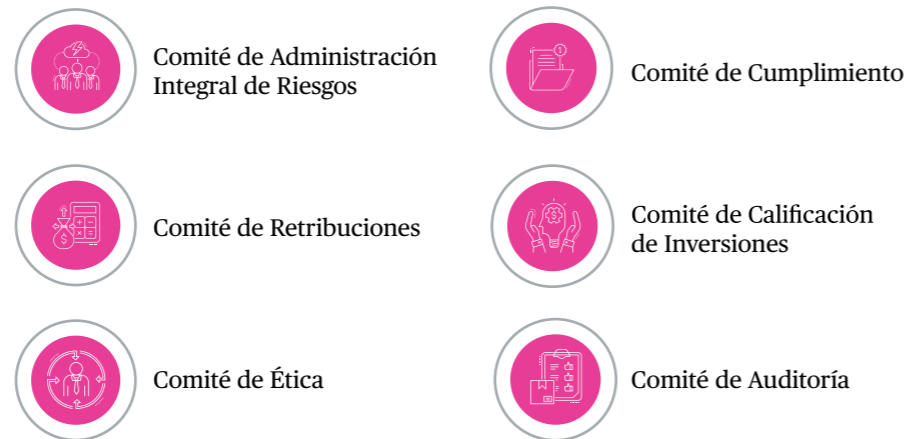 Comité de Administración
Integral de Riesgos
Comité de Cumplimiento
Comité de Retribuciones
Comité de Calificación
de Inversiones
Comité de Ética
Comité de Auditoría